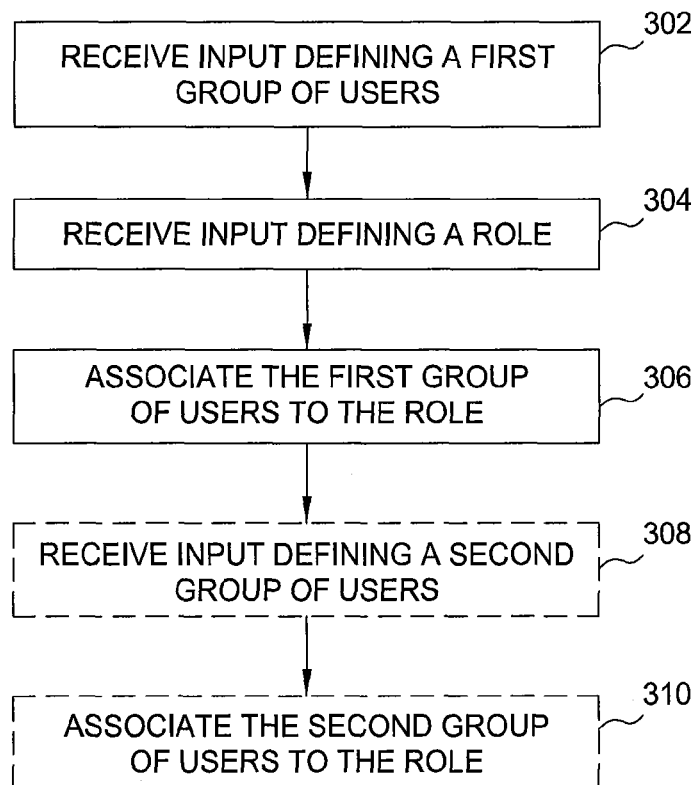 302
RECEIVE INPUT DEFINING A FIRST
GROUP OF USERS
304
RECEIVE INPUT DEFINING A ROLE
306
ASSOCIATE THE FIRST GROUP
OF USERS TO THE ROLE
308
RECEIVE INPUT DEFINING A SECOND
GROUP OF USERS
310
ASSOCIATE THE SECOND GROUP
OF USERS TO THE ROLE